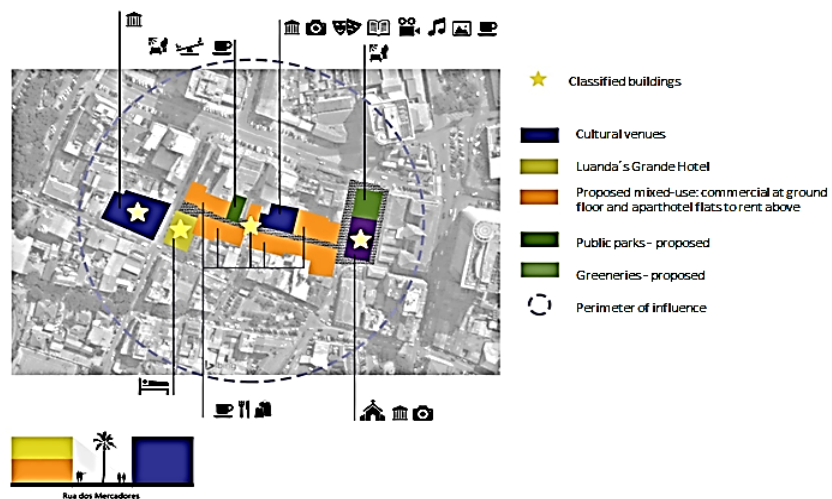 Classified buildings
Cultural venues
Luanda´s Grande Hotel
Proposed mixed-use: commercial at ground
floor and aparthotel flats to rent above
Public parks - proposed
Greeneries - proposed
Perimeter of influence
Rua dos Mercadores